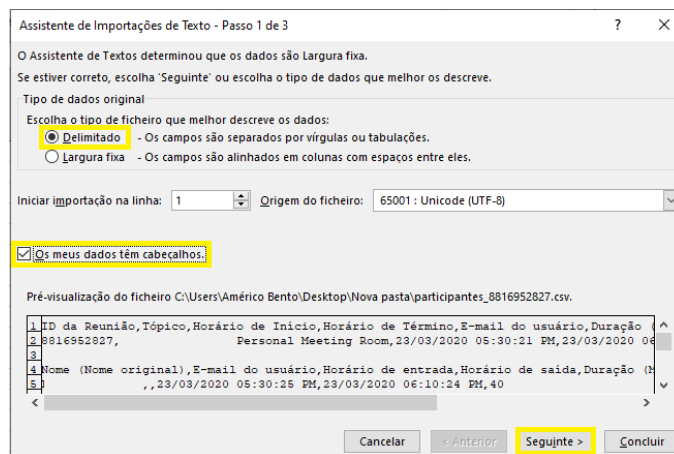 Assistente de Importações de Texto - Passo 1 de 3
O Assistente de Textos determinou que os dados são Largura fixa.
Se estiver correto, escolha 'Seguinte' ou escolha o tipo de dados que melhor os descreve.
Tipo de dados original
Escolha o tipo de ficheiro que melhor descreve os dados:
Delimitado - Os campos são separados por vírgulas ou tabulações.
Largura fixa - Os campos são alinhados em colunas com espaços entre eles.
Iniciar importação na linha: 1 Origem do ficheiro: 65001 : Unicode (UTF-8)
Os meus dados têm cabeçalhos.
Pré-visualização do ficheiro C:\Users\Américo Bento\Desktop\Nova pasta\participantes_8816952827.csv.
1 ID da Reunião,Tópico,Horário de Início,Horário de Término,E-mail do usuário,Duração (
2 8816952827, Personal Meeting Room,23/03/2020 05:30:21 PM,23/03/2020 06
3
4 Nome (Nome original),E-mail do usuário,Horário de entrada,Horário de saída,Duração (M
5 ,,23/03/2020 05:30:25 PM,23/03/2020 06:10:24 PM,40
Cancelar < Anterior Seguinte > Concluir